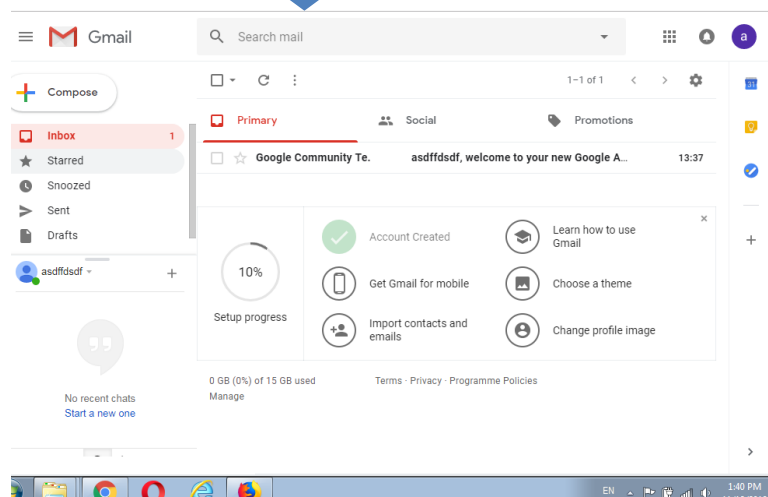 Gmail
Search mail
a
Compose
1–1 of 1
31
Primary
Social
Promotions
Inbox 1
Google Community Te. asdffdsdf, welcome to your new Google A... 13:37
Starred
Snoozed
Sent
Drafts
asdffdsdf
10%
Setup progress
Account Created
Learn how to use
Gmail
Get Gmail for mobile
Choose a theme
Import contacts and
emails
Change profile image
No recent chats
Start a new one
0 GB (0%) of 15 GB used
Manage
Terms · Privacy · Programme Policies
EN
1:40 PM